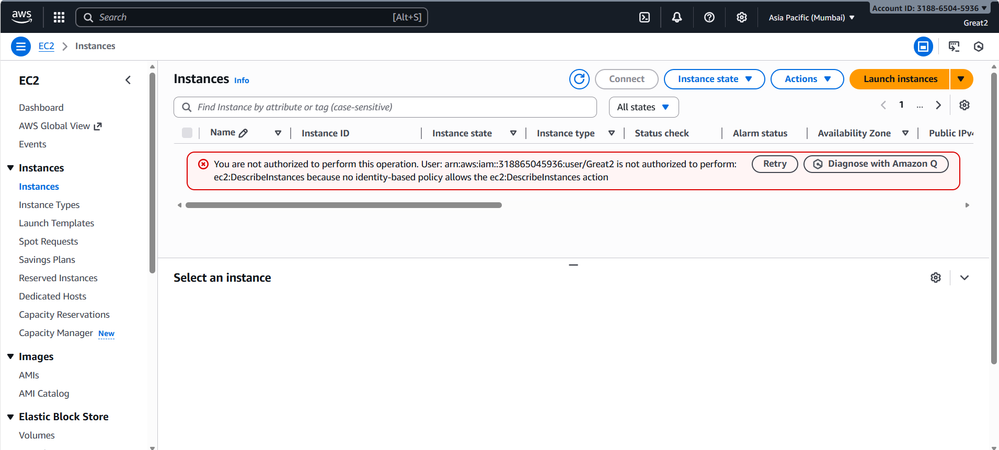 aws
Search [Alt+S]
Asia Pacific (Mumbai)
Account ID: 3188-6504-5936
Great2
EC2 Instances
EC2
Dashboard
AWS Global View
Events
Instances
Instances
Instance Types
Launch Templates
Spot Requests
Savings Plans
Reserved Instances
Dedicated Hosts
Capacity Reservations
Capacity Manager New
Images
AMIs
AMI Catalog
Elastic Block Store
Volumes
Instances Info
Connect Instance state Actions Launch instances
Find Instance by attribute or tag (case-sensitive) All states 1 ...
Name Instance ID Instance state Instance type Status check Alarm status Availability Zone Public IPv4
You are not authorized to perform this operation. User: arn:aws:iam::318865045936:user/Great2 is not authorized to perform:
ec2:DescribeInstances because no identity-based policy allows the ec2:DescribeInstances action
Retry Diagnose with Amazon Q
Select an instance